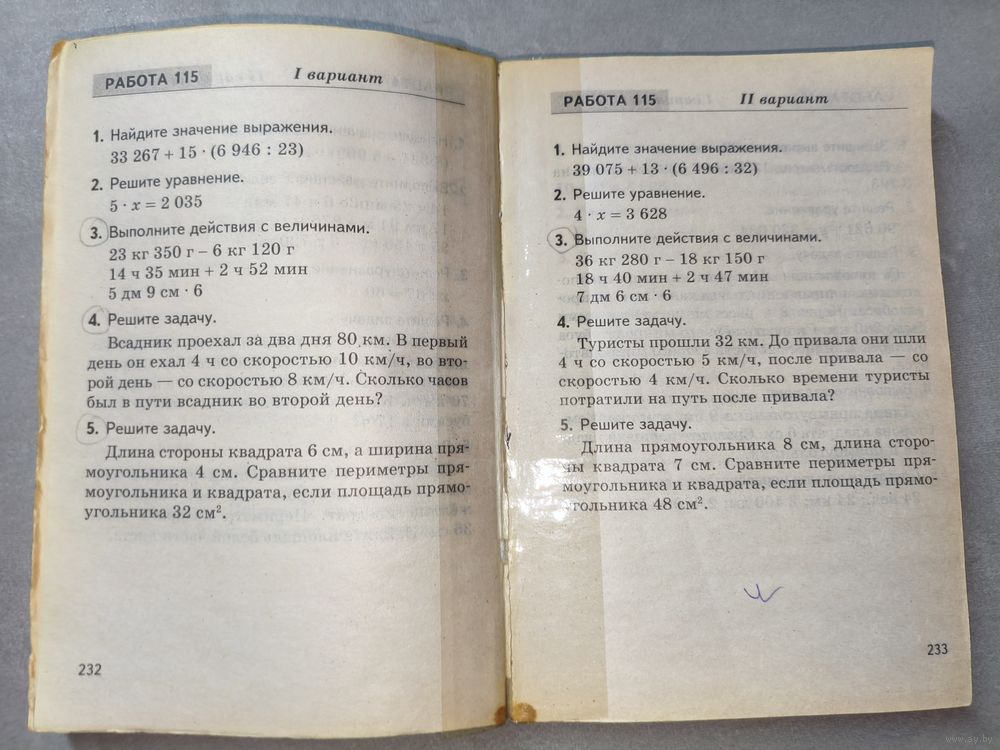 РАБОТА 115 I вариант
1. Найдите значение выражения.
33 267 + 15 · (6 946 : 23)
2. Решите уравнение.
5 · x = 2 035
3. Выполните действия с величинами.
23 кг 350 г – 6 кг 120 г
14 ч 35 мин + 2 ч 52 мин
5 дм 9 см · 6
4. Решите задачу.
Всадник проехал за два дня 80 км. В первый
день он ехал 4 ч со скоростью 10 км/ч, во вто-
рой день — со скоростью 8 км/ч. Сколько часов
был в пути всадник во второй день?
5. Решите задачу.
Длина стороны квадрата 6 см, а ширина пря-
моугольника 4 см. Сравните периметры пря-
моугольника и квадрата, если площадь прямо-
угольника 32 см².
232
РАБОТА 115 II вариант
1. Найдите значение выражения.
39 075 + 13 · (6 496 : 32)
2. Решите уравнение.
4 · x = 3 628
3. Выполните действия с величинами.
36 кг 280 г – 18 кг 150 г
18 ч 40 мин + 2 ч 47 мин
7 дм 6 см · 6
4. Решите задачу.
Туристы прошли 32 км. До привала они шли
4 ч со скоростью 5 км/ч, после привала — со
скоростью 4 км/ч. Сколько времени туристы
потратили на путь после привала?
5. Решите задачу.
Длина прямоугольника 8 см, длина сторо-
ны квадрата 7 см. Сравните периметры пря-
моугольника и квадрата, если площадь прямо-
угольника 48 см².
233
www.ay.by